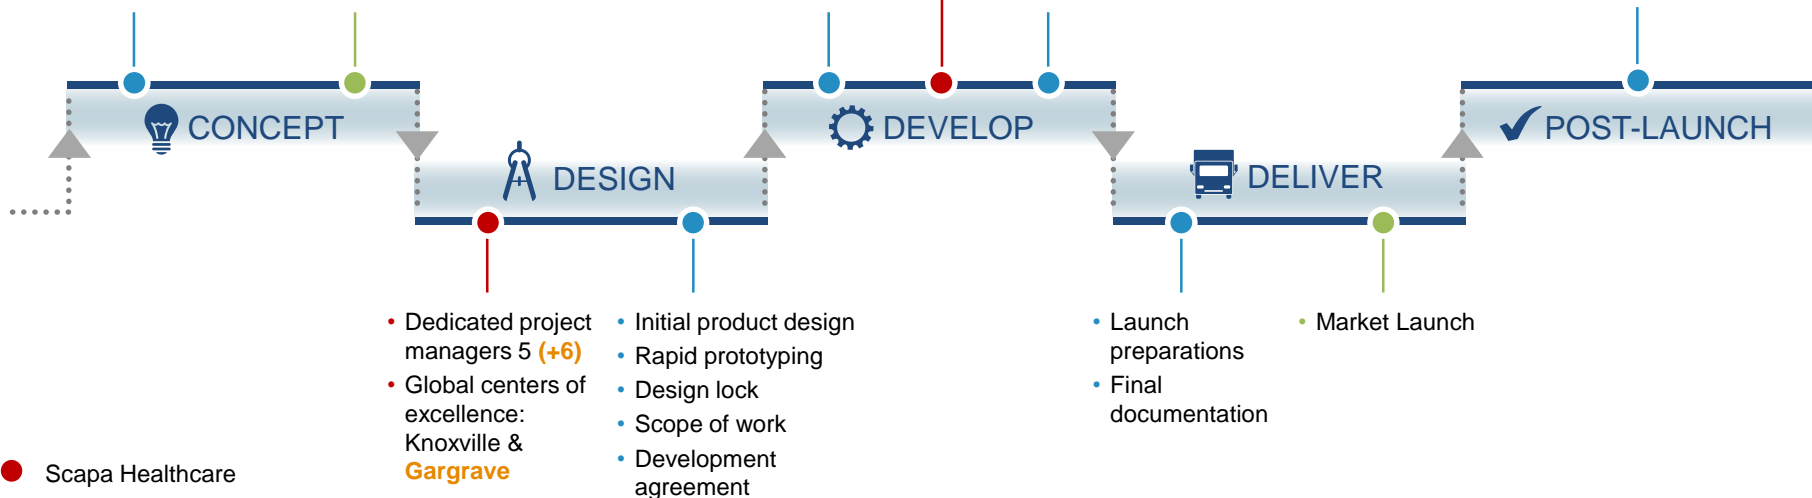 CONCEPT
DESIGN
DEVELOP
DELIVER
POST-LAUNCH
• Dedicated project
managers 5 (+6)
• Global centers of
excellence:
Knoxville &
Gargrave
• Initial product design
• Rapid prototyping
• Design lock
• Scope of work
• Development
agreement
• Launch
preparations
• Final
documentation
• Market Launch
Scapa Healthcare